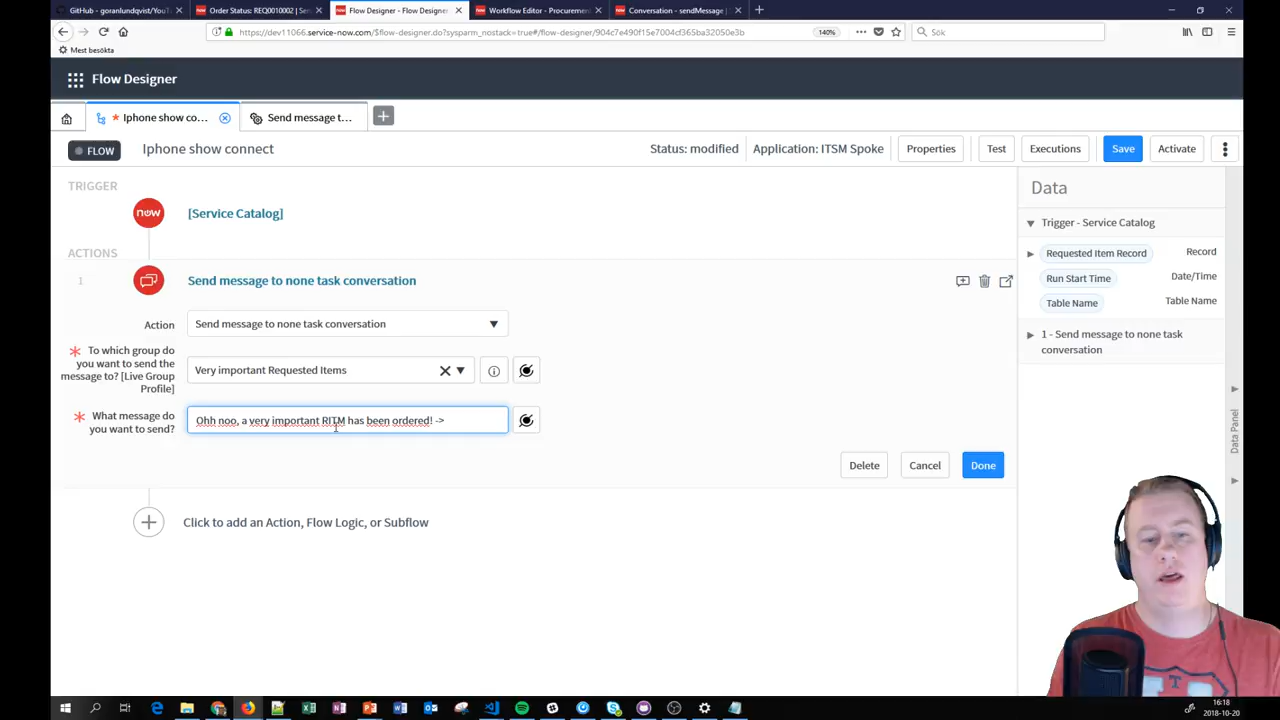 GitHub - goranlundqvist/YouT
Order Status: REQ0010002 | Se
Flow Designer - Flow Designer
Workflow Editor - Procurement
Conversation - sendMessage | S
https://dev11066.service-now.com/$flow-designer.do?sysparm_nostack=true#/flow-designer/904c7e490f15e7004cf365ba32050e3b
140%
Sök
Mest besökta
Flow Designer
* Iphone show co...
Send message t...
FLOW
Iphone show connect
Status: modified
Application: ITSM Spoke
Properties
Test
Executions
Save
Activate
TRIGGER
now
[Service Catalog]
ACTIONS
1
Send message to none task conversation
Action
Send message to none task conversation
To which group do
you want to send the
message to? [Live Group
Profile]
Very important Requested Items
What message do
you want to send?
Ohh noo, a very important RITM has been ordered! ->
Delete
Cancel
Done
Click to add an Action, Flow Logic, or Subflow
Data
Trigger - Service Catalog
Requested Item Record
Record
Run Start Time
Date/Time
Table Name
Table Name
1 - Send message to none task
conversation
Data Panel
16:18
2018-10-20